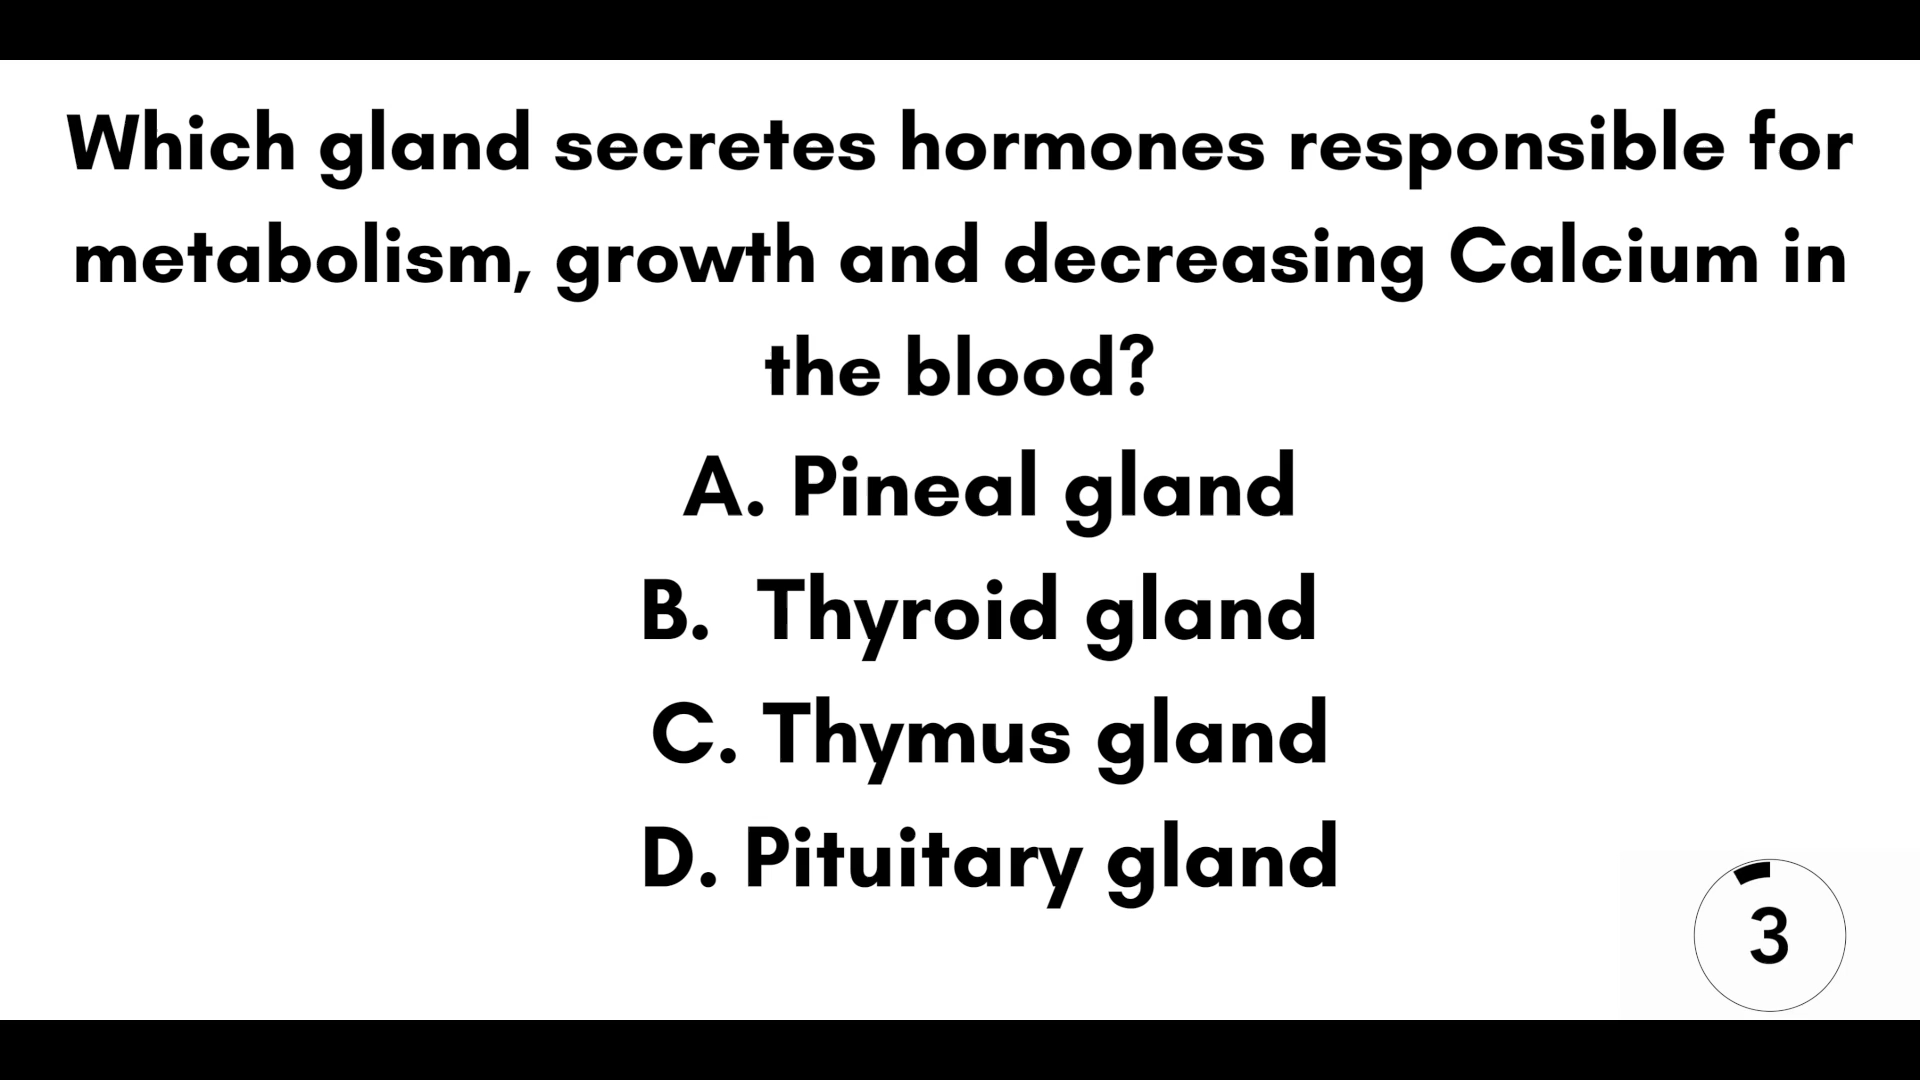 Which gland secretes hormones responsible for
metabolism, growth and decreasing Calcium in
the blood?
A. Pineal gland
B. Thyroid gland
C. Thymus gland
D. Pituitary gland
3